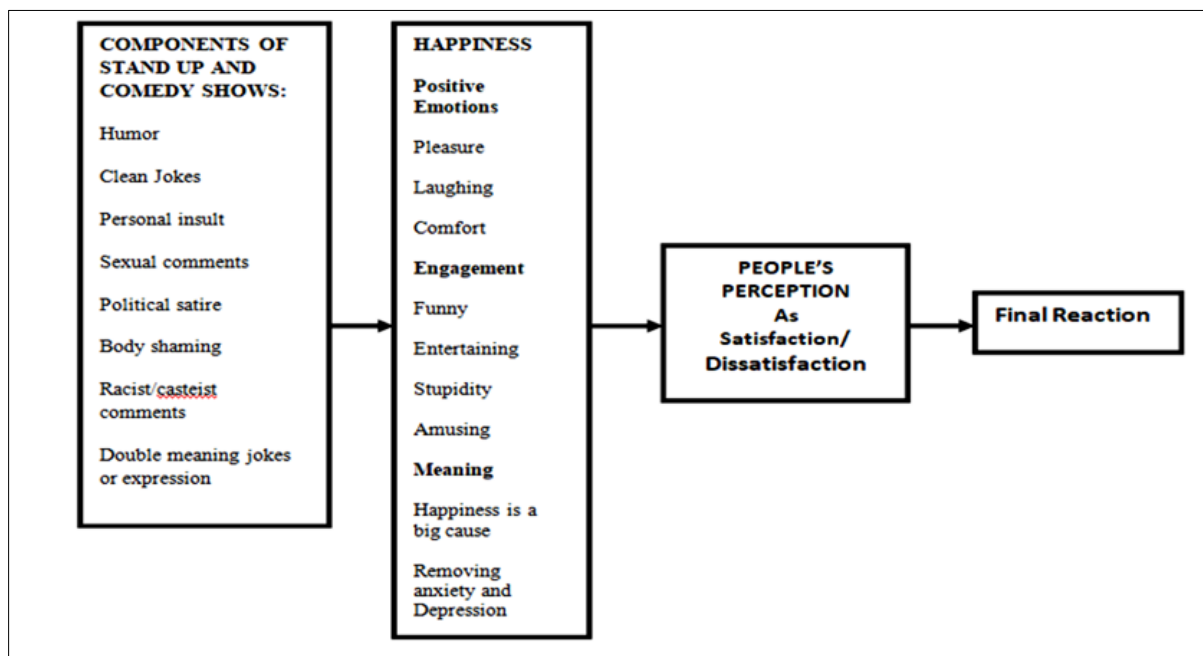 COMPONENTS OF
STAND UP AND
COMEDY SHOWS:
Humor
Clean Jokes
Personal insult
Sexual comments
Political satire
Body shaming
Racist/casteist
comments
Double meaning jokes
or expression
HAPPINESS
Positive
Emotions
Pleasure
Laughing
Comfort
Engagement
Funny
Entertaining
Stupidity
Amusing
Meaning
Happiness is a
big cause
Removing
anxiety and
Depression
PEOPLE’S
PERCEPTION
As
Satisfaction/
Dissatisfaction
Final Reaction